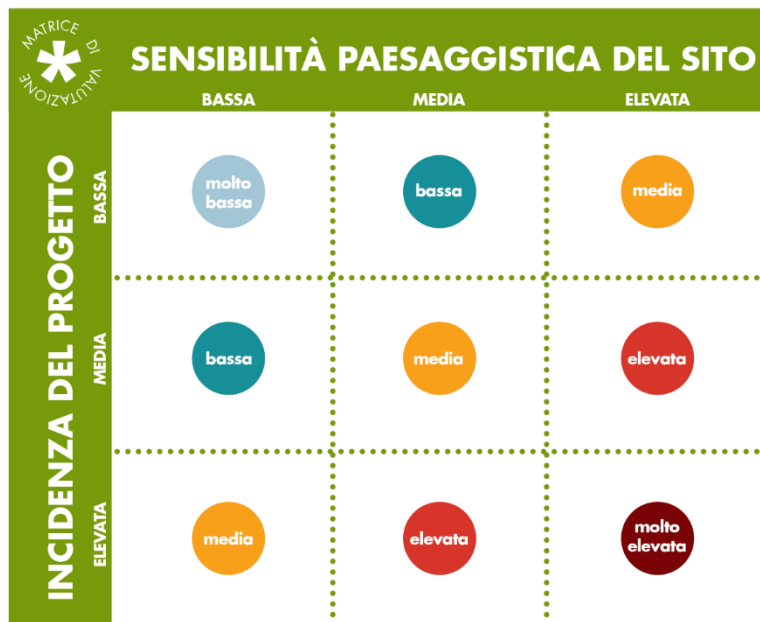 MATRICE DI VALUTAZIONE
SENSIBILITÀ PAESAGGISTICA DEL SITO
BASSA MEDIA ELEVATA
INCIDENZA DEL PROGETTO
BASSA
molto
bassa
bassa
media
MEDIA
bassa
media
elevata
ELEVATA
media
elevata
molto
elevata